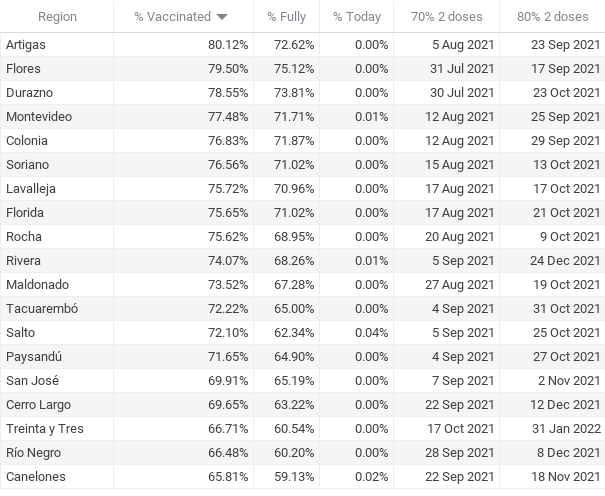 Region % Vaccinated % Fully % Today 70% 2 doses 80% 2 doses
Artigas 80.12% 72.62% 0.00% 5 Aug 2021 23 Sep 2021
Flores 79.50% 75.12% 0.00% 31 Jul 2021 17 Sep 2021
Durazno 78.55% 73.81% 0.00% 30 Jul 2021 23 Oct 2021
Montevideo 77.48% 71.71% 0.01% 12 Aug 2021 25 Sep 2021
Colonia 76.83% 71.87% 0.00% 12 Aug 2021 29 Sep 2021
Soriano 76.56% 71.02% 0.00% 15 Aug 2021 13 Oct 2021
Lavalleja 75.72% 70.96% 0.00% 17 Aug 2021 17 Oct 2021
Florida 75.65% 71.02% 0.00% 17 Aug 2021 21 Oct 2021
Rocha 75.62% 68.95% 0.00% 20 Aug 2021 9 Oct 2021
Rivera 74.07% 68.26% 0.01% 5 Sep 2021 24 Dec 2021
Maldonado 73.52% 67.28% 0.00% 27 Aug 2021 19 Oct 2021
Tacuarembó 72.22% 65.00% 0.00% 4 Sep 2021 31 Oct 2021
Salto 72.10% 62.34% 0.04% 5 Sep 2021 25 Oct 2021
Paysandú 71.65% 64.90% 0.00% 4 Sep 2021 27 Oct 2021
San José 69.91% 65.19% 0.00% 7 Sep 2021 2 Nov 2021
Cerro Largo 69.65% 63.22% 0.00% 22 Sep 2021 12 Dec 2021
Treinta y Tres 66.71% 60.54% 0.00% 17 Oct 2021 31 Jan 2022
Río Negro 66.48% 60.20% 0.00% 28 Sep 2021 8 Dec 2021
Canelones 65.81% 59.13% 0.02% 22 Sep 2021 18 Nov 2021